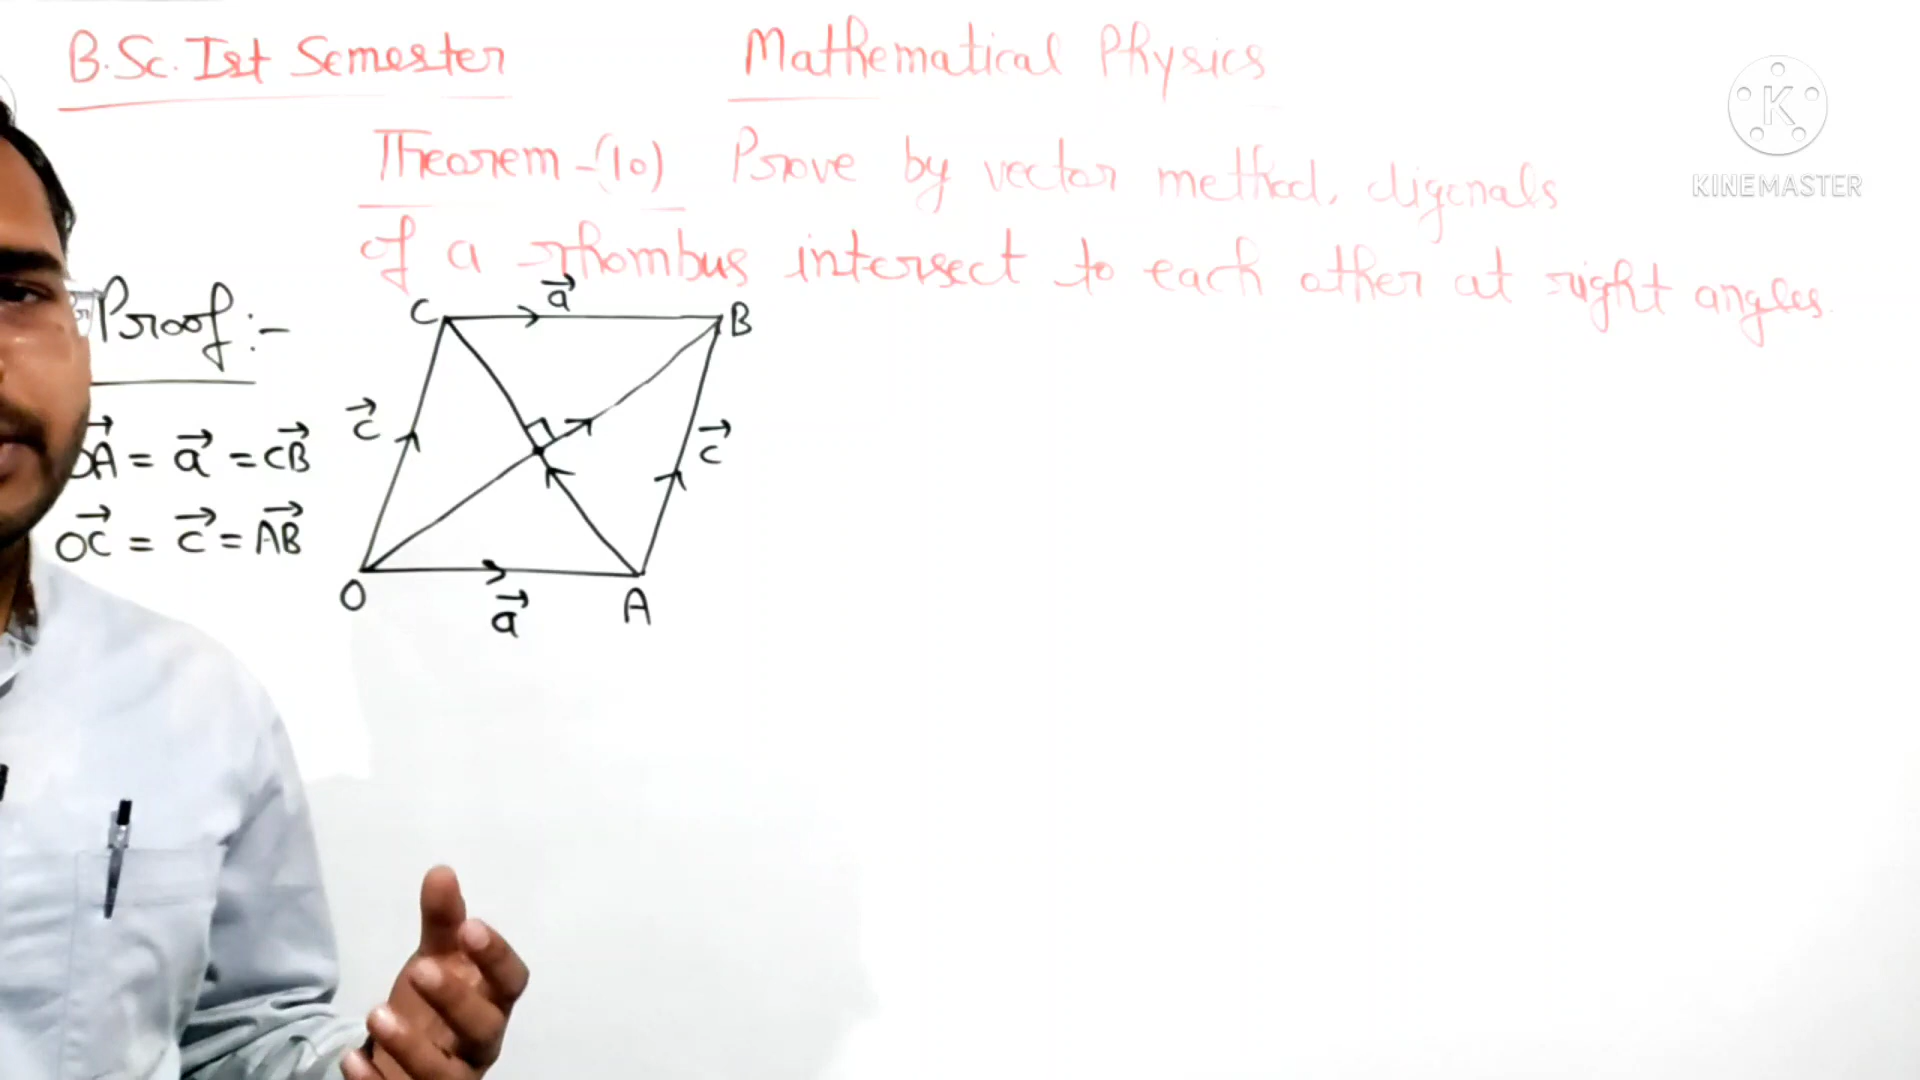 B.Sc. Ist Semester
Mathematical Physics
KINEMASTER
Theorem-(10) Prove by vector method, digonals
of a rhombus intersect to each other at right angles.
Proof:-
OA⃗ = a⃗ = CB⃗
OC⃗ = c⃗ = AB⃗
C
a⃗
B
c⃗
c⃗
O
a⃗
A